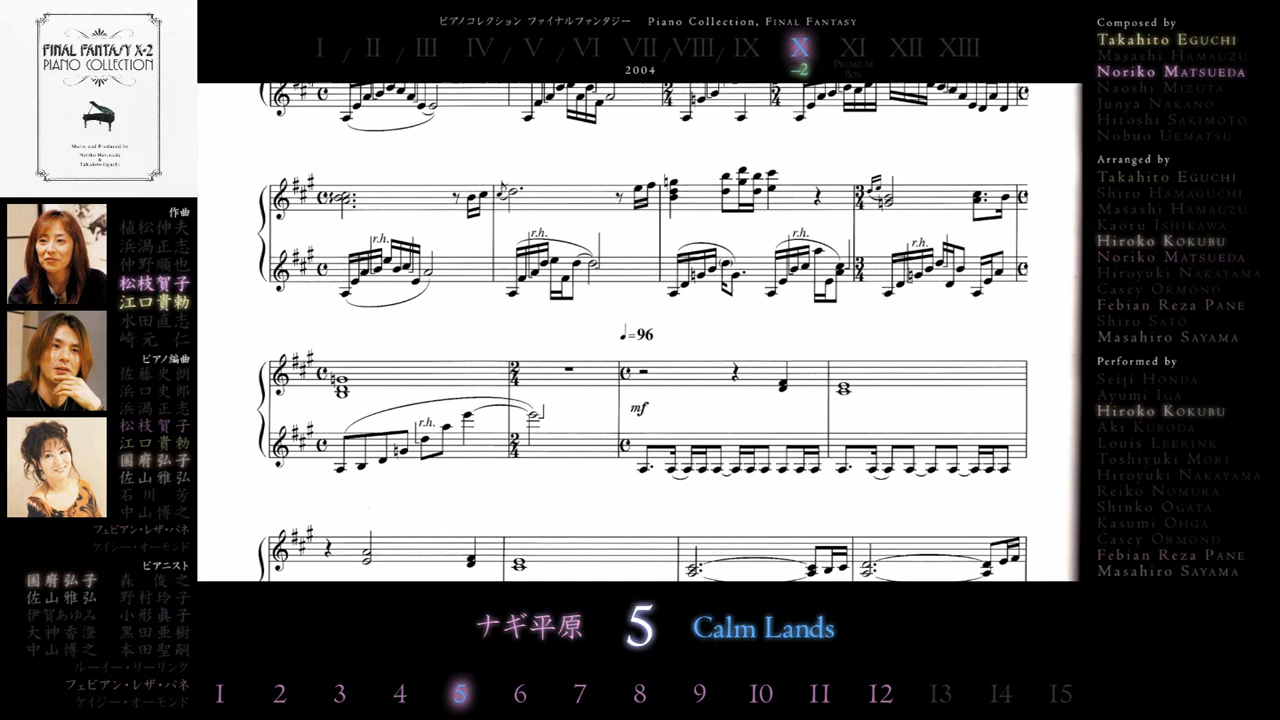 ピアノコレクション ファイナルファンタジー Piano Collection, FINAL FANTASY
I / II / III IV / V / VI VII / VIII / IX X / XI XII XIII
-2
PREMIUM
BOX
2004
FINAL FANTASY X-2
PIANO COLLECTION
Music and Produced by
Noriko Matsueda
&
Takahito Eguchi
作曲
植松伸夫
浜渦正志
仲野順也
松枝賀子
江口貴勅
水田直志
崎元仁
ピアノ編曲
佐藤史朗
浜口史郎
浜渦正志
松枝賀子
江口貴勅
国府弘子
佐山雅弘
石川芳
中山博之
フェビアン・レザ・パネ
ケイシー・オーモンド
ピアニスト
国府弘子 森俊之
佐山雅弘 野村玲子
伊賀あゆみ 小形眞子
大神香澄 黒田亜樹
中山博之 本田聖嗣
ルーイー・リーリンク
フェビアン・レザ・パネ
ケイジー・オーモンド
r.h.
r.h.
r.h.
r.h.
r.h.
♩=96
r.h.
mf
Composed by
Takahito EGUCHI
Masashi HAMAUZU
Noriko MATSUEDA
Naoshi MIZUTA
Junya NAKANO
Hitoshi SAKIMOTO
Nobuo UEMATSU
Arranged by
Takahito EGUCHI
Shiro HAMAGUCHI
Masashi HAMAUZU
Kaoru ISHIKAWA
Hiroko KOKUBU
Noriko MATSUEDA
Hiroyuki NAKAYAMA
Casey ORMOND
Febian Reza PANE
Shiro SATO
Masahiro SAYAMA
Performed by
Seiji HONDA
Ayumi IGA
Hiroko KOKUBU
Aki KURODA
Louis LEERINK
Toshiyuki MORI
Hiroyuki NAKAYAMA
Reiko NOMURA
Shinko OGATA
Kasumi OHGA
Casey ORMOND
Febian Reza PANE
Masahiro SAYAMA
ナギ平原 5 Calm Lands
1 2 3 4 5 6 7 8 9 10 11 12 13 14 15